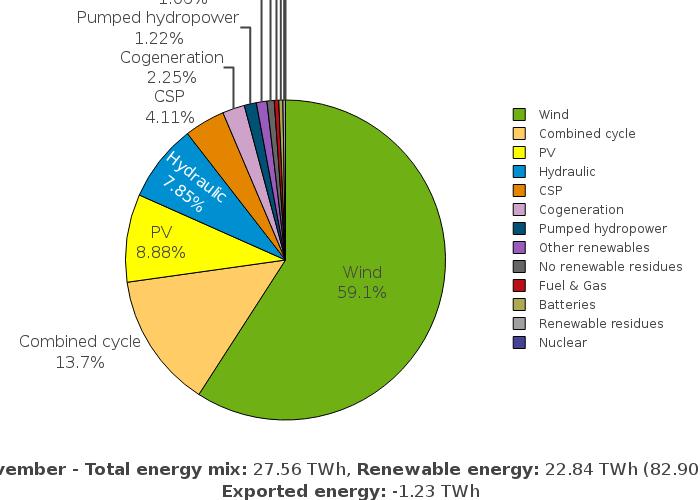 Pumped hydropower
1.22%
Cogeneration
2.25%
CSP
4.11%
Hydraulic
7.85%
PV
8.88%
Wind
59.1%
Combined cycle
13.7%
Wind
Combined cycle
PV
Hydraulic
CSP
Cogeneration
Pumped hydropower
Other renewables
No renewable residues
Fuel & Gas
Batteries
Renewable residues
Nuclear
vember - Total energy mix: 27.56 TWh, Renewable energy: 22.84 TWh (82.90
Exported energy: -1.23 TWh